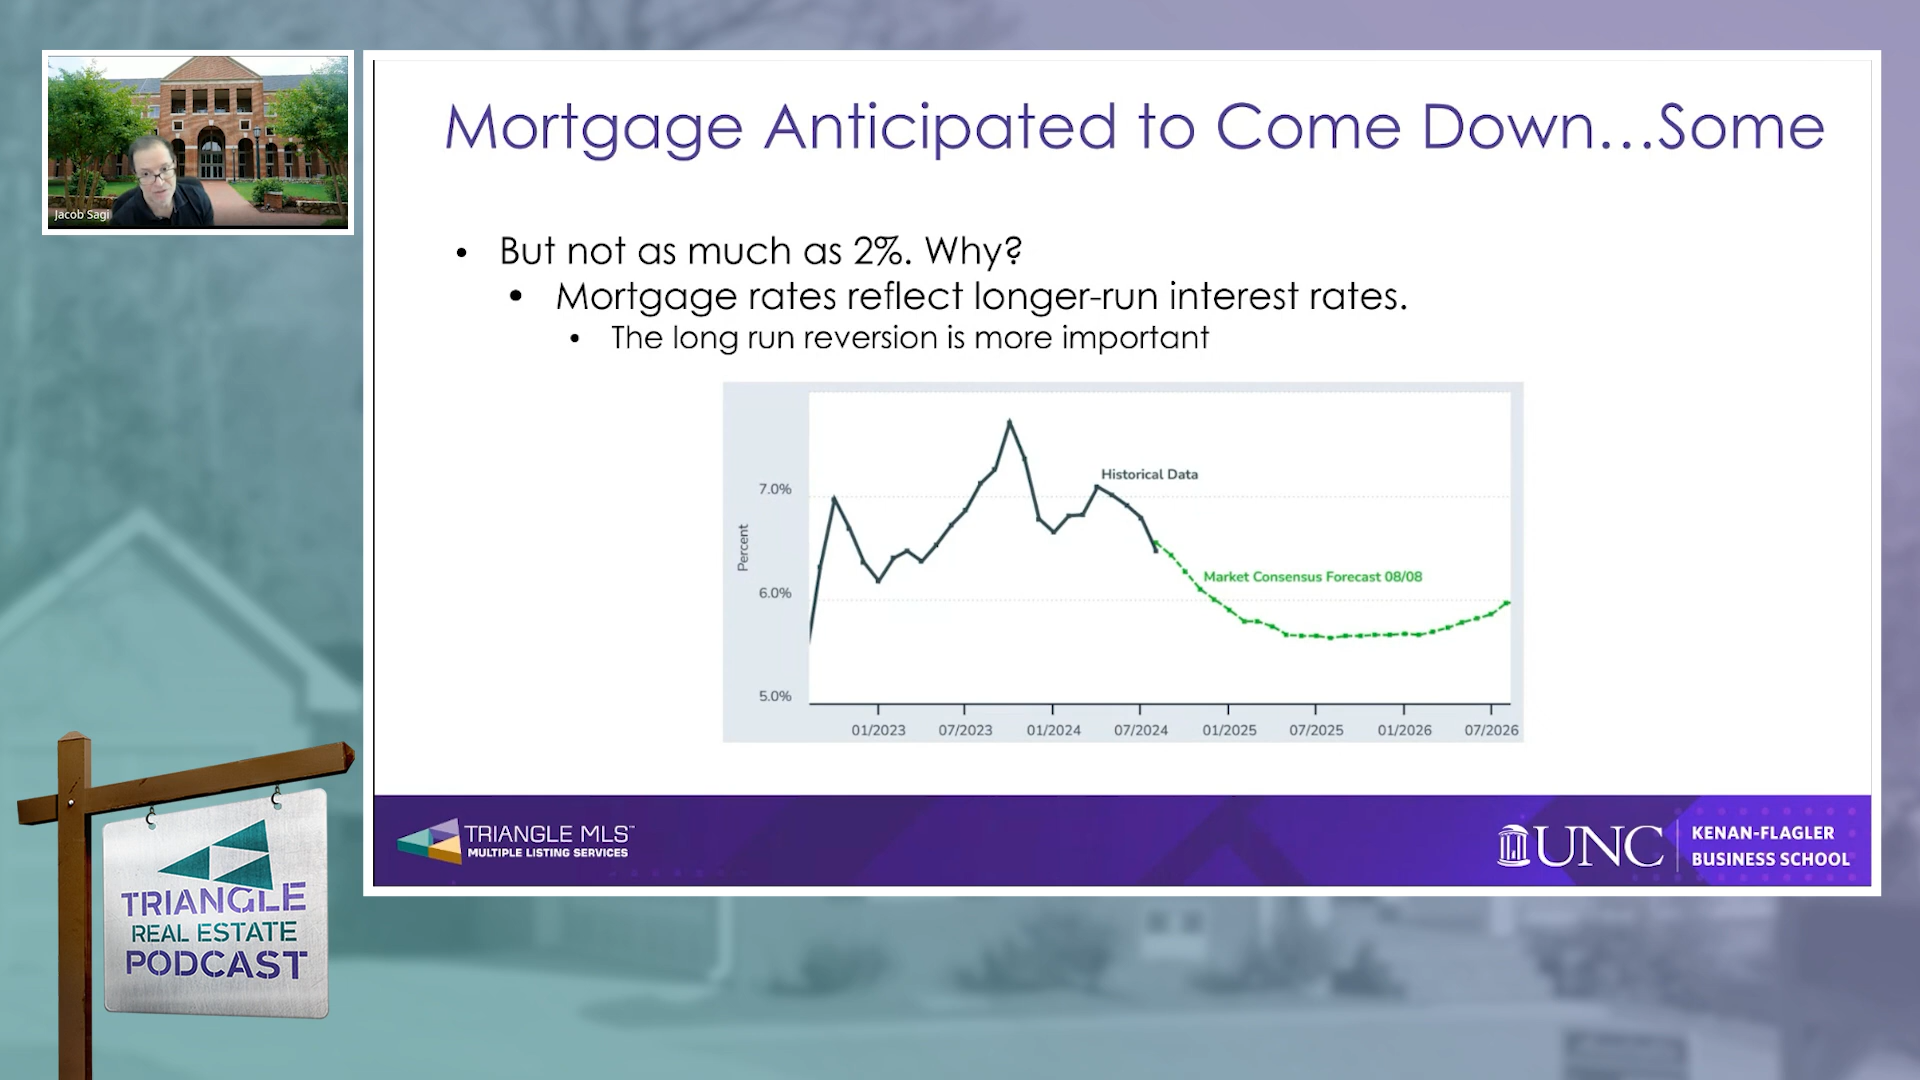 Jacob Sagi
Mortgage Anticipated to Come Down...Some
• But not as much as 2%. Why?
• Mortgage rates reflect longer-run interest rates.
• The long run reversion is more important
Historical Data
Market Consensus Forecast 08/08
Percent
7.0%
6.0%
5.0%
01/2023 07/2023 01/2024 07/2024 01/2025 07/2025 01/2026 07/2026
TRIANGLE MLS™
MULTIPLE LISTING SERVICES
UNC
KENAN-FLAGLER
BUSINESS SCHOOL
TRIANGLE
REAL ESTATE
PODCAST